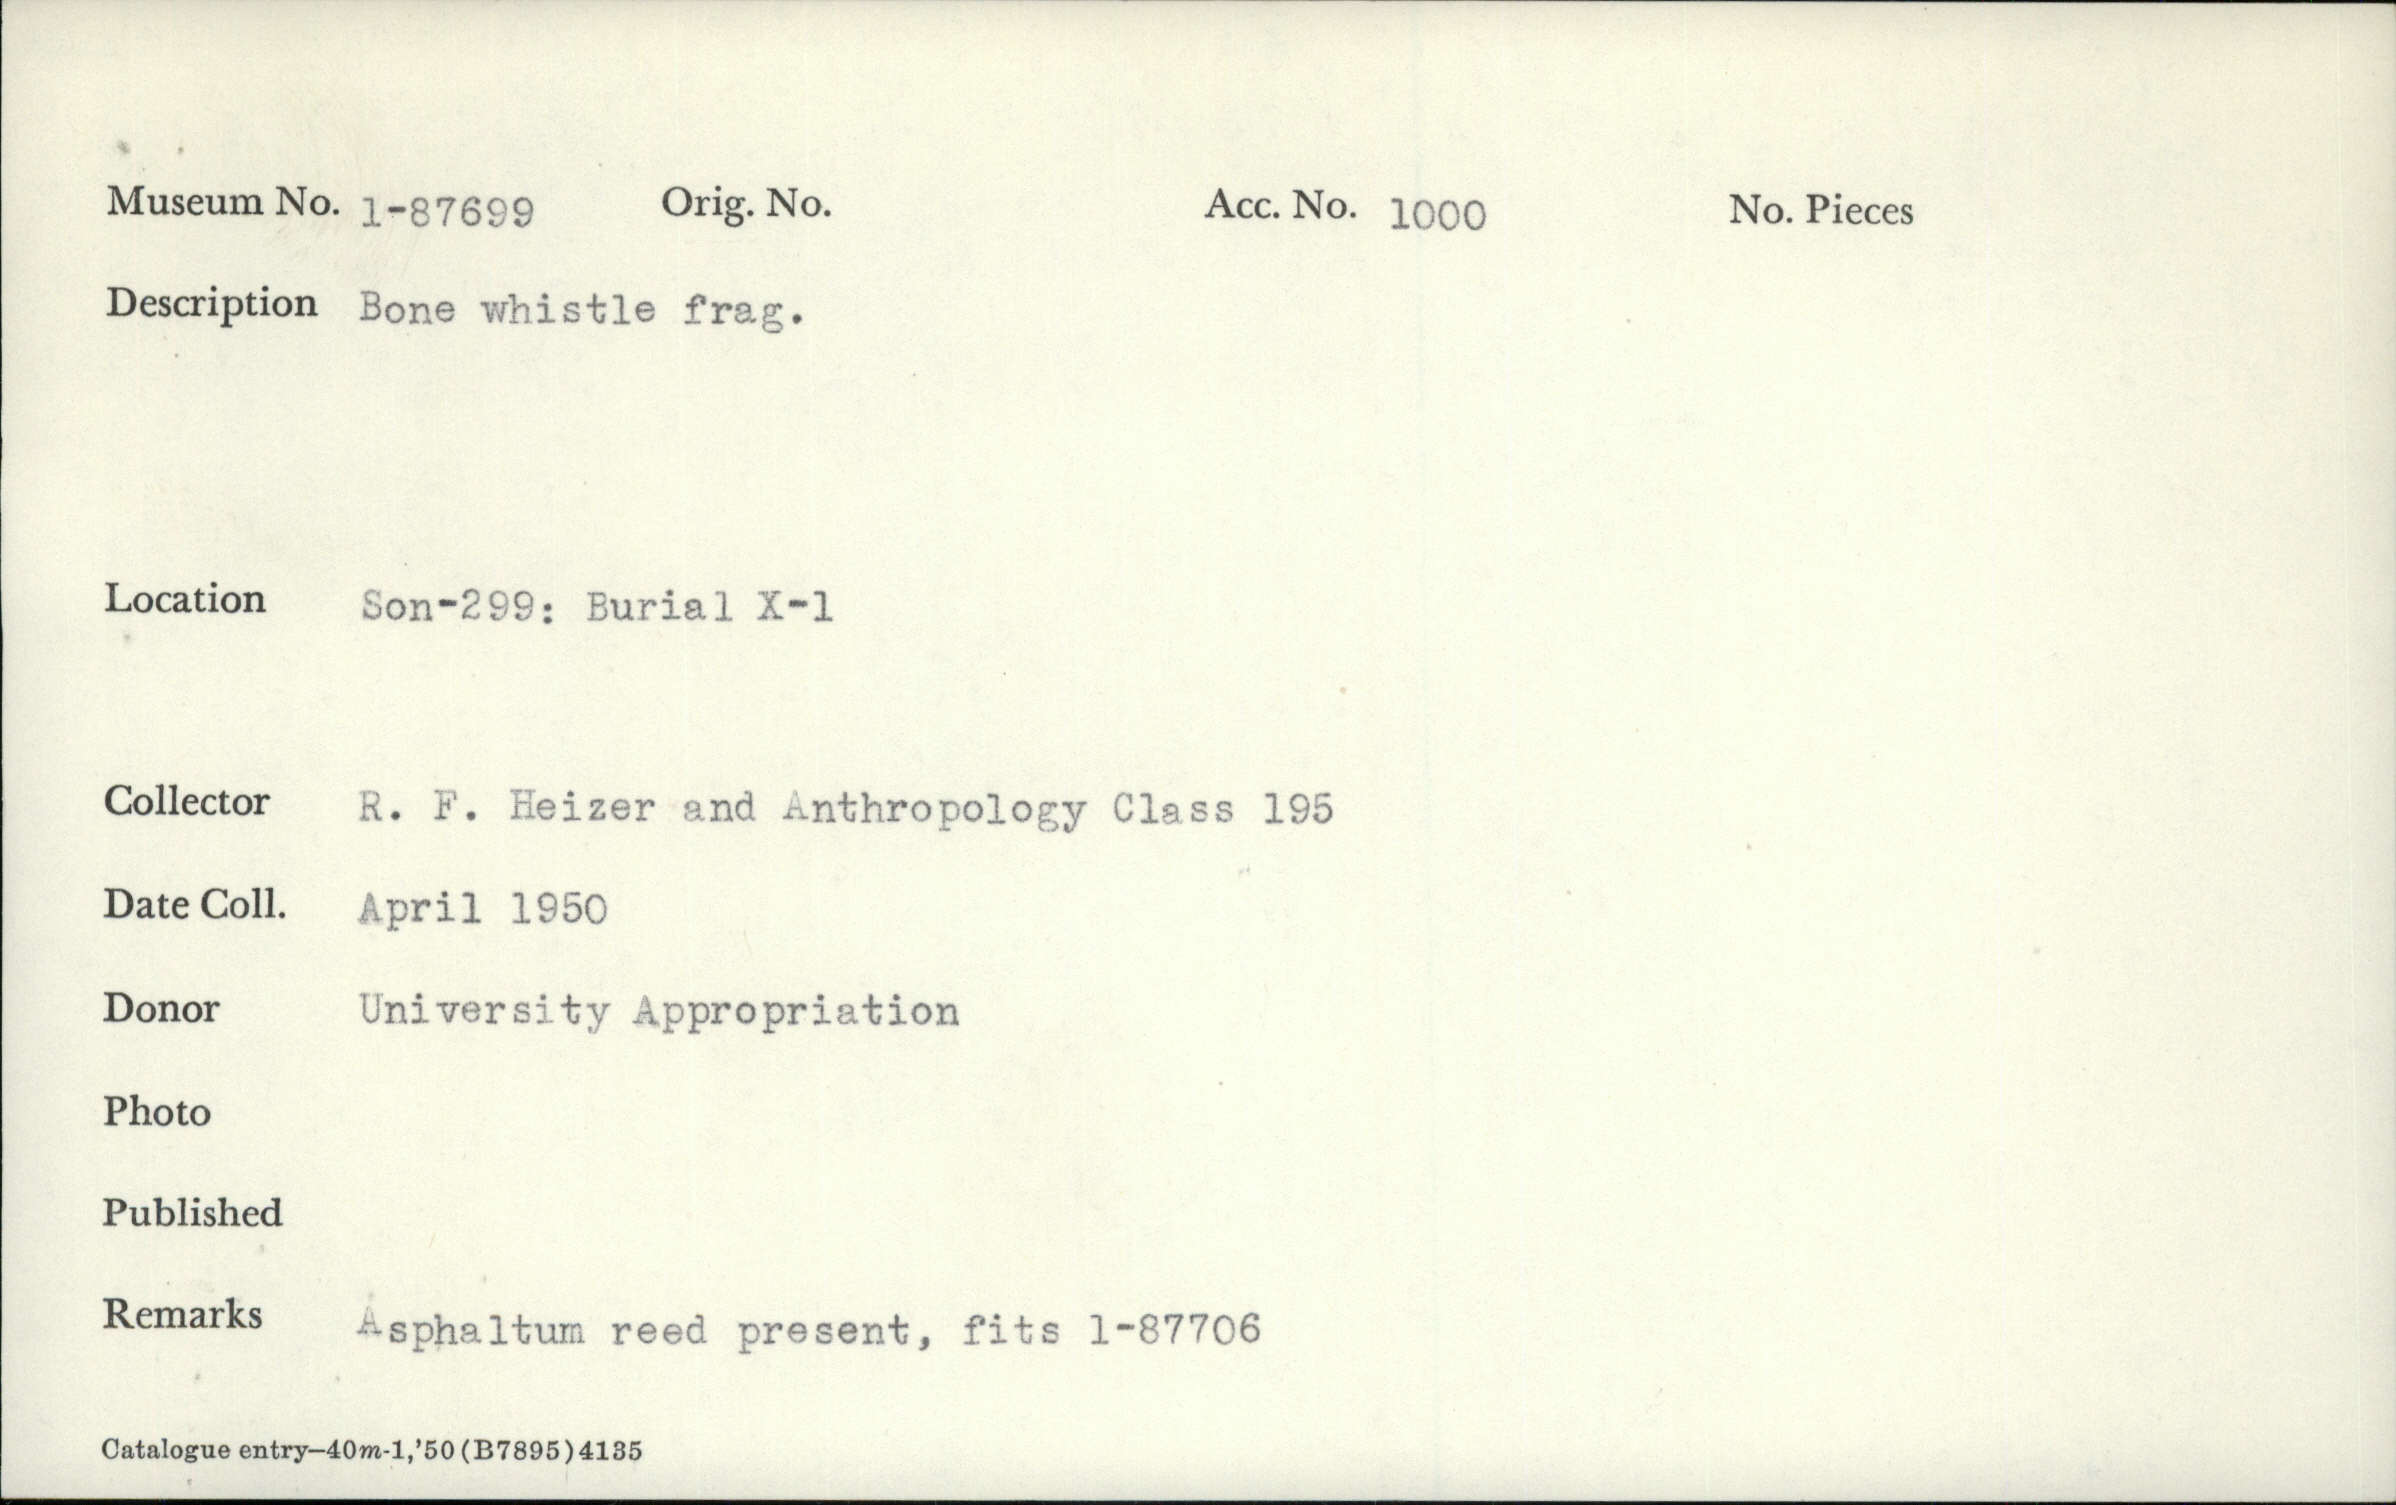 Museum No. 1-87699 Orig. No. Acc. No. 1000 No. Pieces
Description Bone whistle frag.
Location Son-299: Burial X-1
Collector R. F. Heizer and Anthropology Class 195
Date Coll. April 1950
Donor University Appropriation
Photo
Published
Remarks Asphaltum reed present, fits 1-87706
Catalogue entry—40m-1,'50(B7895)4135